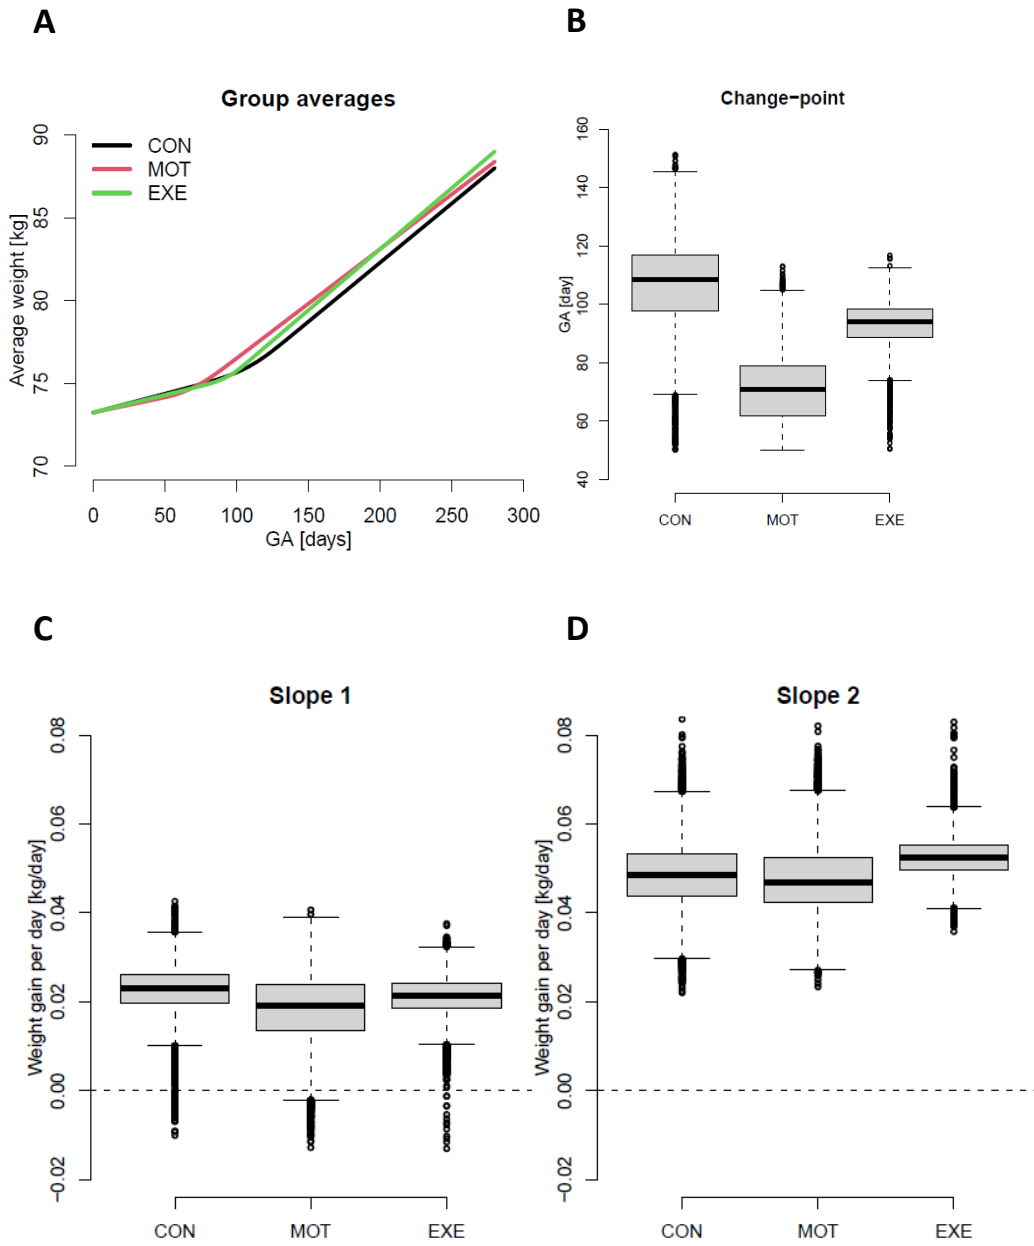 A
B
Group averages
Change−point
CON
MOT
EXE
Average weight [kg]
90
85
80
75
70
0 50 100 150 200 250 300
GA [days]
GA [day]
160
140
120
100
80
60
40
CON MOT EXE
C
D
Slope 1
Slope 2
Weight gain per day [kg/day]
0.08
0.06
0.04
0.02
0.00
−0.02
CON MOT EXE
Weight gain per day [kg/day]
0.08
0.06
0.04
0.02
0.00
−0.02
CON MOT EXE